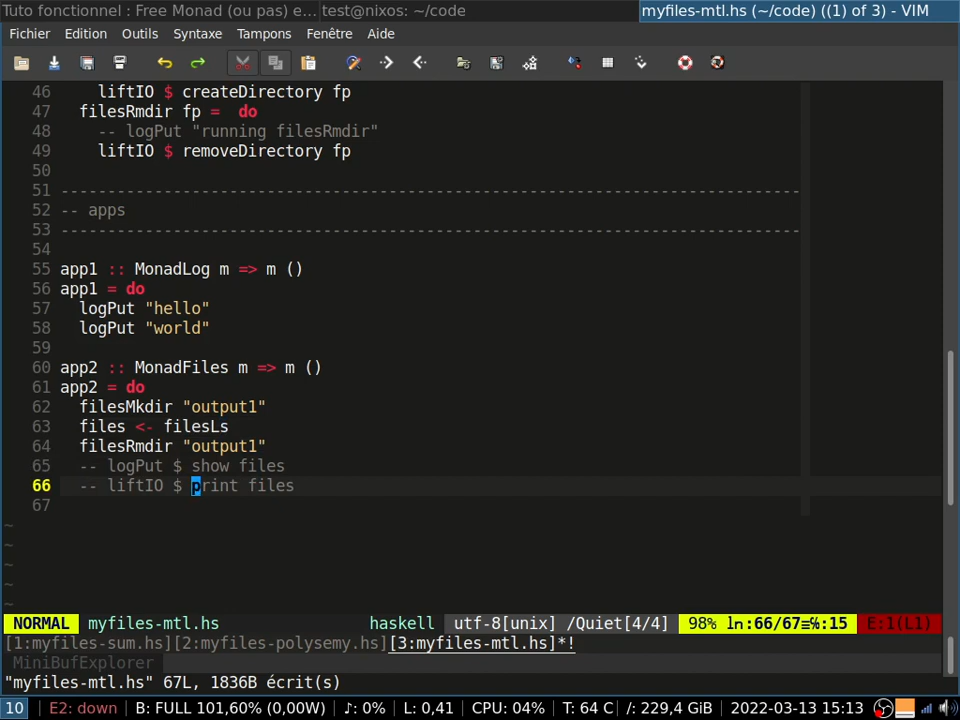 Tuto fonctionnel : Free Monad (ou pas) e... test@nixos: ~/code myfiles-mtl.hs (~/code) ((1) of 3) - VIM
Fichier Edition Outils Syntaxe Tampons Fenêtre Aide
46 liftIO $ createDirectory fp
47 filesRmdir fp = do
48 -- logPut "running filesRmdir"
49 liftIO $ removeDirectory fp
50
51 -------------------------------------------------------------------------------
52 -- apps
53 -------------------------------------------------------------------------------
54
55 app1 :: MonadLog m => m ()
56 app1 = do
57 logPut "hello"
58 logPut "world"
59
60 app2 :: MonadFiles m => m ()
61 app2 = do
62 filesMkdir "output1"
63 files <- filesLs
64 filesRmdir "output1"
65 -- logPut $ show files
66 -- liftIO $ print files
67
~
~
~
~
~
NORMAL myfiles-mtl.hs haskell utf-8[unix] /Quiet[4/4] 98% ln:66/67≡℅:15 E:1(L1)
[1:myfiles-sum.hs][2:myfiles-polysemy.hs][3:myfiles-mtl.hs]*!
MiniBufExplorer
"myfiles-mtl.hs" 67L, 1836B écrit(s)
10 E2: down B: FULL 101,60% (0,00W) ♪: 0% L: 0,41 CPU: 04% T: 64 C /: 229,4 GiB 2022-03-13 15:13